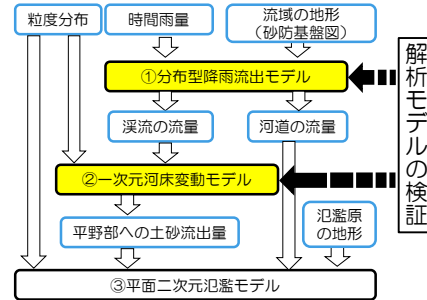 粒度分布
時間雨量
流域の地形
（砂防基盤図）
①分布型降雨流出モデル
渓流の流量
河道の流量
②一次元河床変動モデル
平野部への土砂流出量
氾濫原
の地形
③平面二次元氾濫モデル
解析モデルの検証